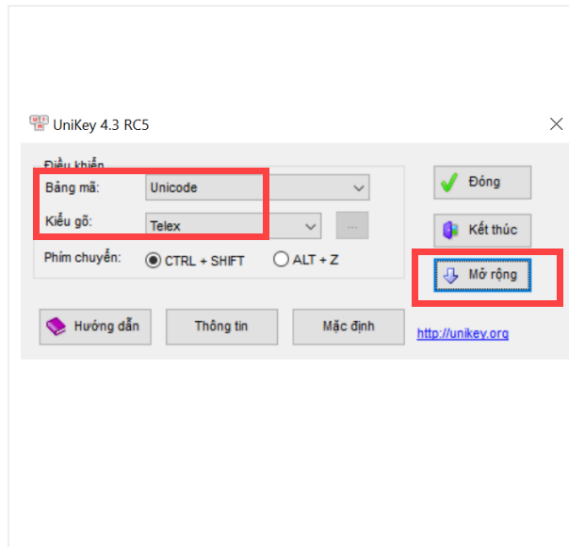 UniKey 4.3 RC5
Điều khiển
Bảng mã: Unicode
Đóng
Kiểu gõ: Telex ...
Kết thúc
Phím chuyển: CTRL + SHIFT ALT + Z
Mở rộng
Hướng dẫn Thông tin Mặc định http://unikey.org